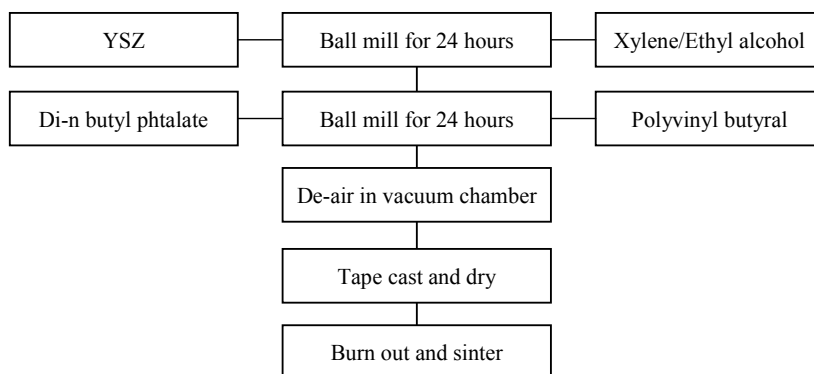 YSZ
Ball mill for 24 hours
Xylene/Ethyl alcohol
Di-n butyl phtalate
Ball mill for 24 hours
Polyvinyl butyral
De-air in vacuum chamber
Tape cast and dry
Burn out and sinter